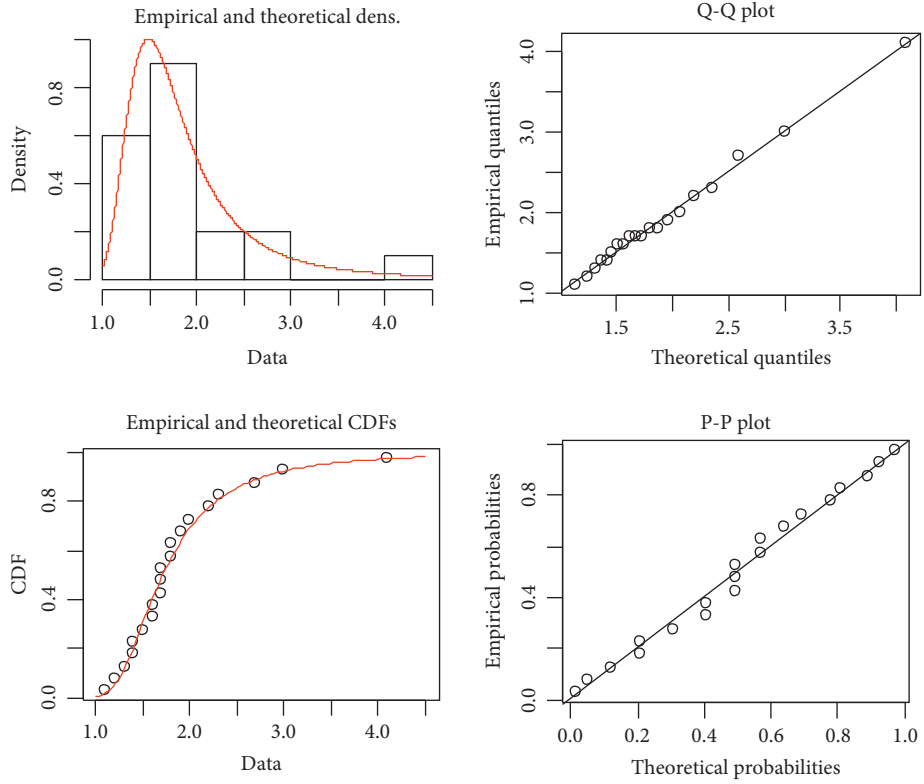 Empirical and theoretical dens.
Density
0.8
0.4
0.0
1.0 2.0 3.0 4.0
Data
Q-Q plot
Empirical quantiles
4.0
3.0
2.0
1.0
1.5 2.5 3.5
Theoretical quantiles
Empirical and theoretical CDFs
CDF
0.8
0.4
0.0
1.0 2.0 3.0 4.0
Data
P-P plot
Empirical probabilities
0.8
0.4
0.0
0.0 0.2 0.4 0.6 0.8 1.0
Theoretical probabilities